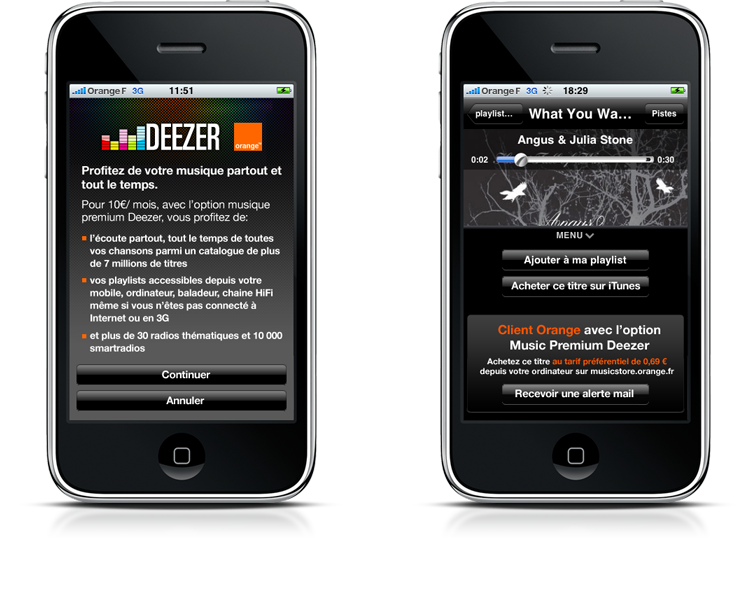 Orange F 3G 11:51
DEEZER
orange™
Profitez de votre musique partout et
tout le temps.
Pour 10€/ mois, avec l'option musique
premium Deezer, vous profitez de:
l'écoute partout, tout le temps de toutes
vos chansons parmi un catalogue de plus
de 7 millions de titres
vos playlists accessibles depuis votre
mobile, ordinateur, baladeur, chaine HiFi
même si vous n'êtes pas connecté à
Internet ou en 3G
et plus de 30 radios thématiques et 10 000
smartradios
Continuer
Annuler
Orange F 3G 18:29
playlist... What You Wa... Pistes
Angus & Julia Stone
0:02 0:30
MENU
Ajouter à ma playlist
Acheter ce titre sur iTunes
Client Orange avec l'option
Music Premium Deezer
Achetez ce titre au tarif préférentiel de 0,69 €
depuis votre ordinateur sur musicstore.orange.fr
Recevoir une alerte mail